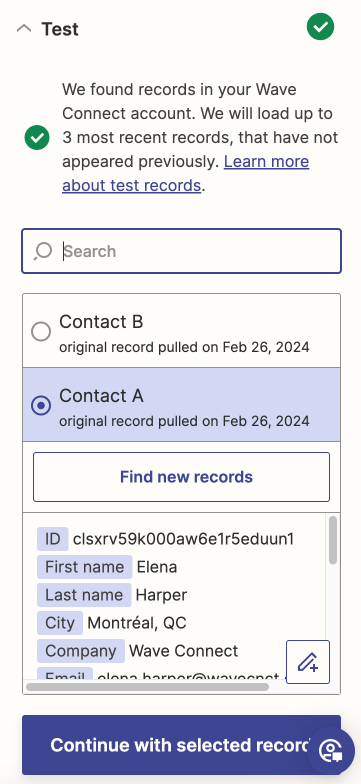 Test
We found records in your Wave
Connect account. We will load up to
3 most recent records, that have not
appeared previously. Learn more
about test records.
Search
Contact B
original record pulled on Feb 26, 2024
Contact A
original record pulled on Feb 26, 2024
Find new records
ID clsxrv59k000aw6e1r5eduun1
First name Elena
Last name Harper
City Montréal, QC
Company Wave Connect
Email elena.harper@wavecnct.
Continue with selected record